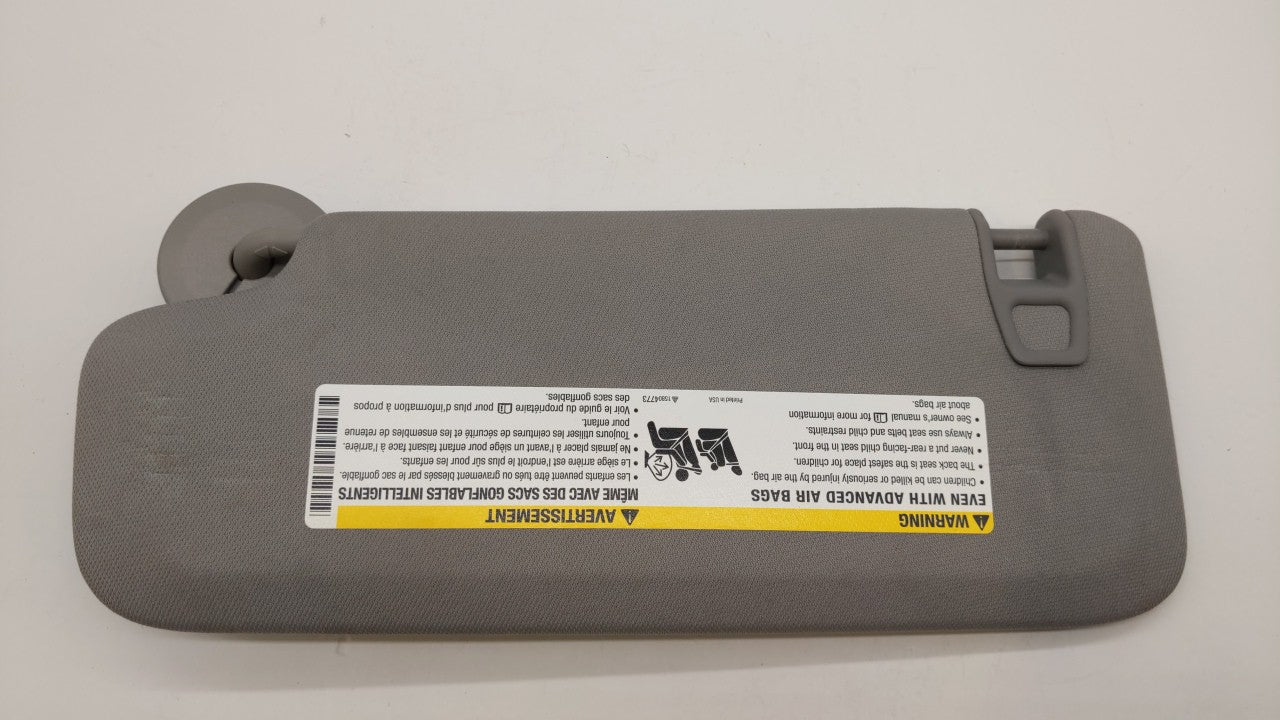 WARNING
EVEN WITH ADVANCED AIR BAGS
• Children can be killed or seriously injured by the air bag.
• The back seat is the safest place for children.
• Never put a rear-facing child seat in the front.
• Always use seat belts and child restraints.
• See owner's manual for more information
about air bags.
Printed in USA
15804773
AVERTISSEMENT
MÊME AVEC DES SACS GONFLABLES INTELLIGENTS
• Les enfants peuvent être tués ou gravement blessés par le sac gonflable.
• Le siège arrière est l'endroit le plus sûr pour les enfants.
• Ne jamais placer à l'avant un siège pour enfant faisant face à l'arrière.
• Toujours utiliser les ceintures de sécurité et les ensembles de retenue
pour enfant.
• Voir le guide du propriétaire pour plus d'information à propos
des sacs gonflables.